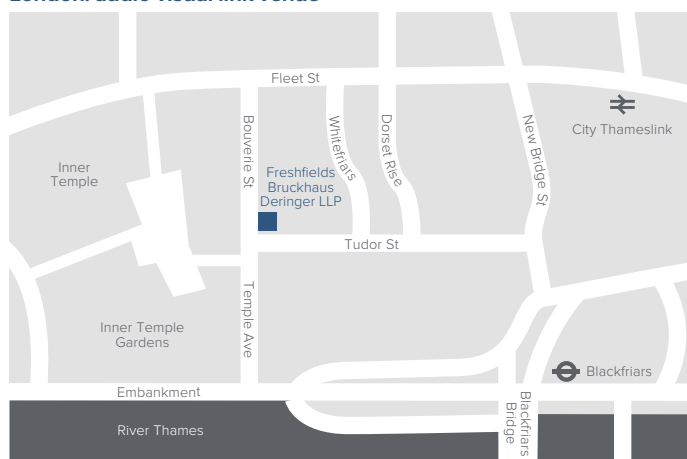 Fleet St
City Thameslink
Bouverie St
Whitefriars
Dorset Rise
New Bridge St
Inner
Temple
Freshfields
Bruckhaus
Deringer LLP
Tudor St
Temple Ave
Inner Temple
Gardens
Blackfriars
Embankment
Blackfriars
Bridge
River Thames